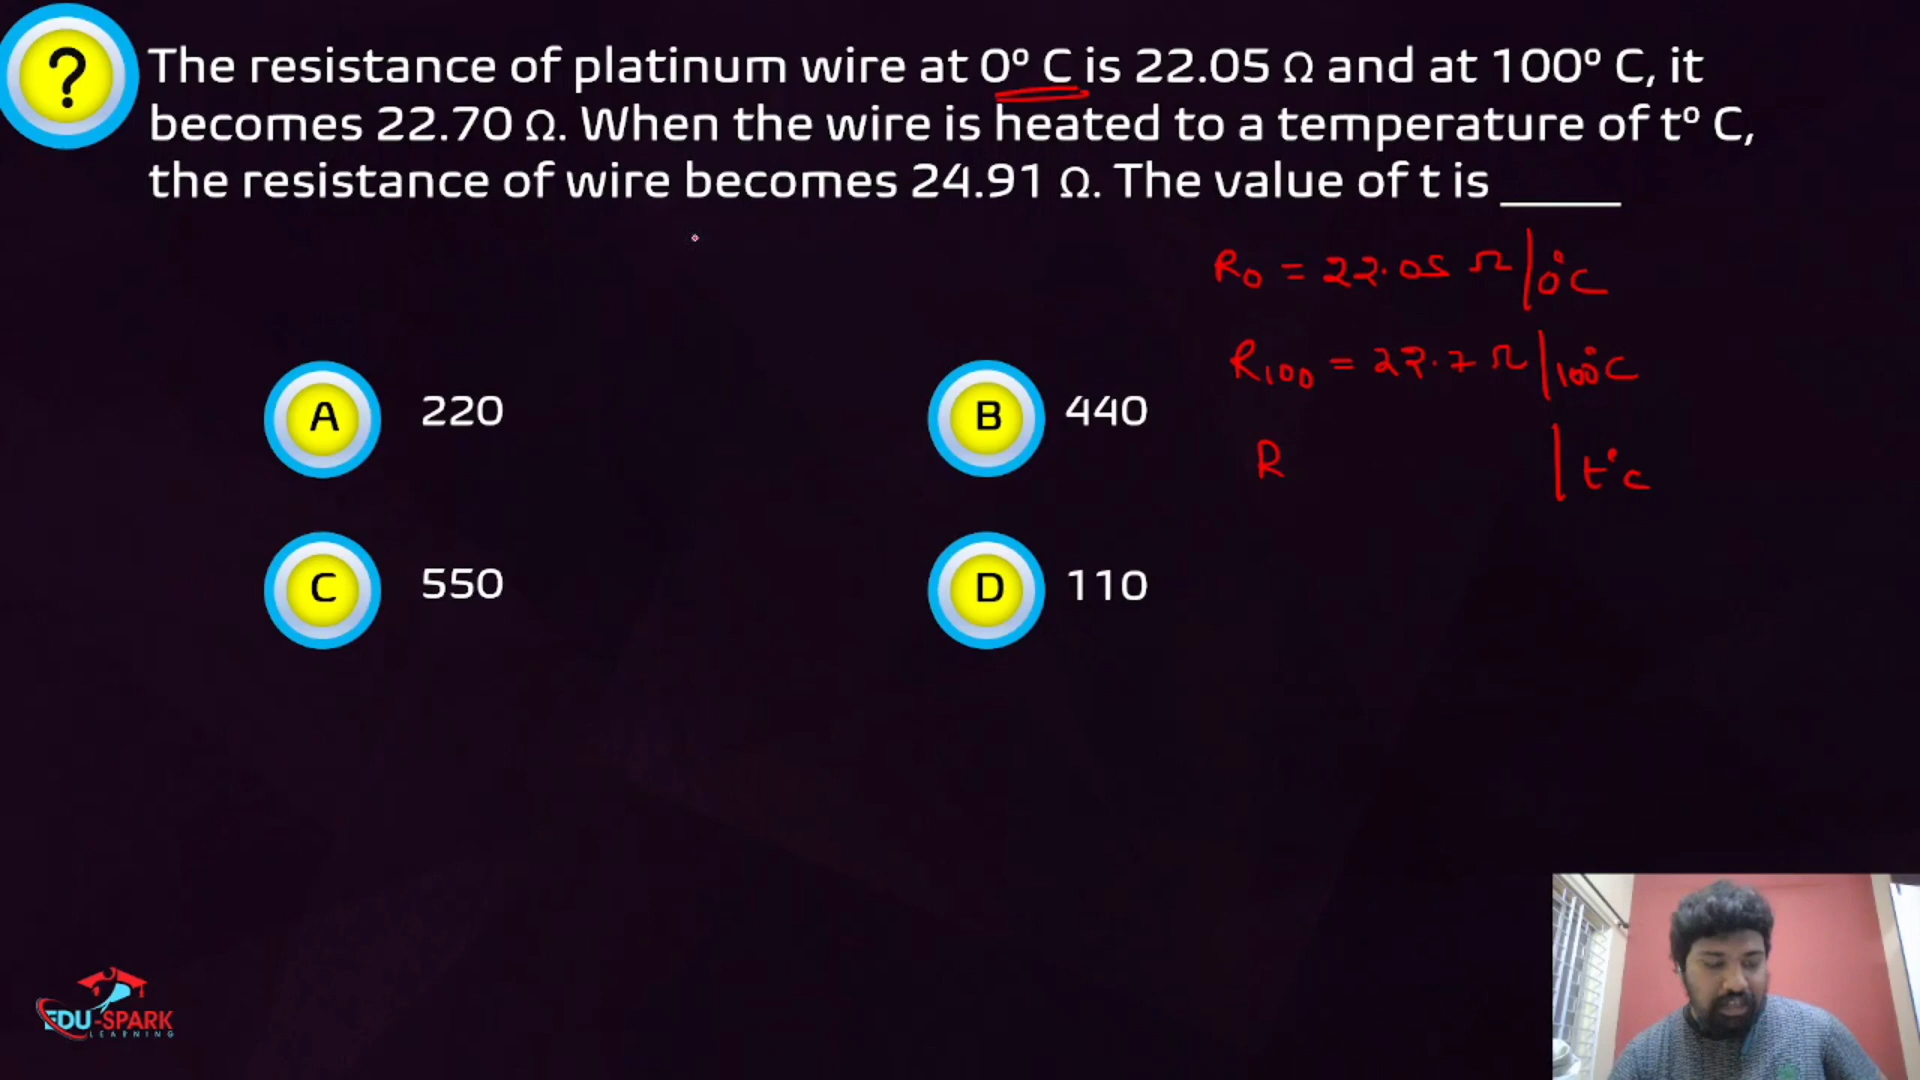 ?
The resistance of platinum wire at 0° C is 22.05 Ω and at 100° C, it
becomes 22.70 Ω. When the wire is heated to a temperature of t° C,
the resistance of wire becomes 24.91 Ω. The value of t is _____
R0 = 22.05 Ω | 0°C
R100 = 22.7 Ω | 100°C
R | t°C
A 220
B 440
C 550
D 110
EDU-SPARK
LEARNING